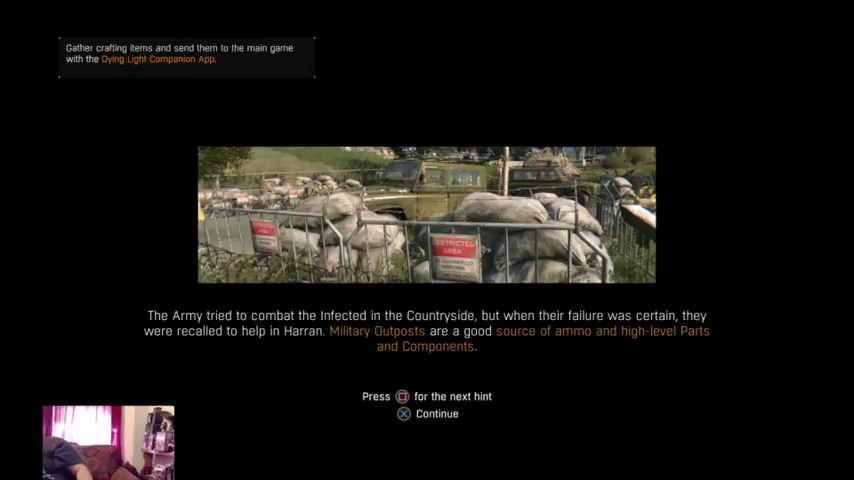 Gather crafting items and send them to the main game
with the Dying Light Companion App.
RESTRICTED
AREA
The Army tried to combat the Infected in the Countryside, but when their failure was certain, they
were recalled to help in Harran. Military Outposts are a good source of ammo and high-level Parts
and Components.
Press for the next hint
Continue